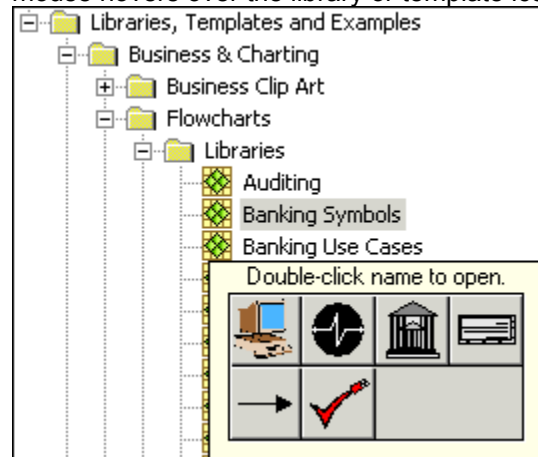 Libraries, Templates and Examples
Business & Charting
Business Clip Art
Flowcharts
Libraries
Auditing
Banking Symbols
Banking Use Cases
Double-click name to open.